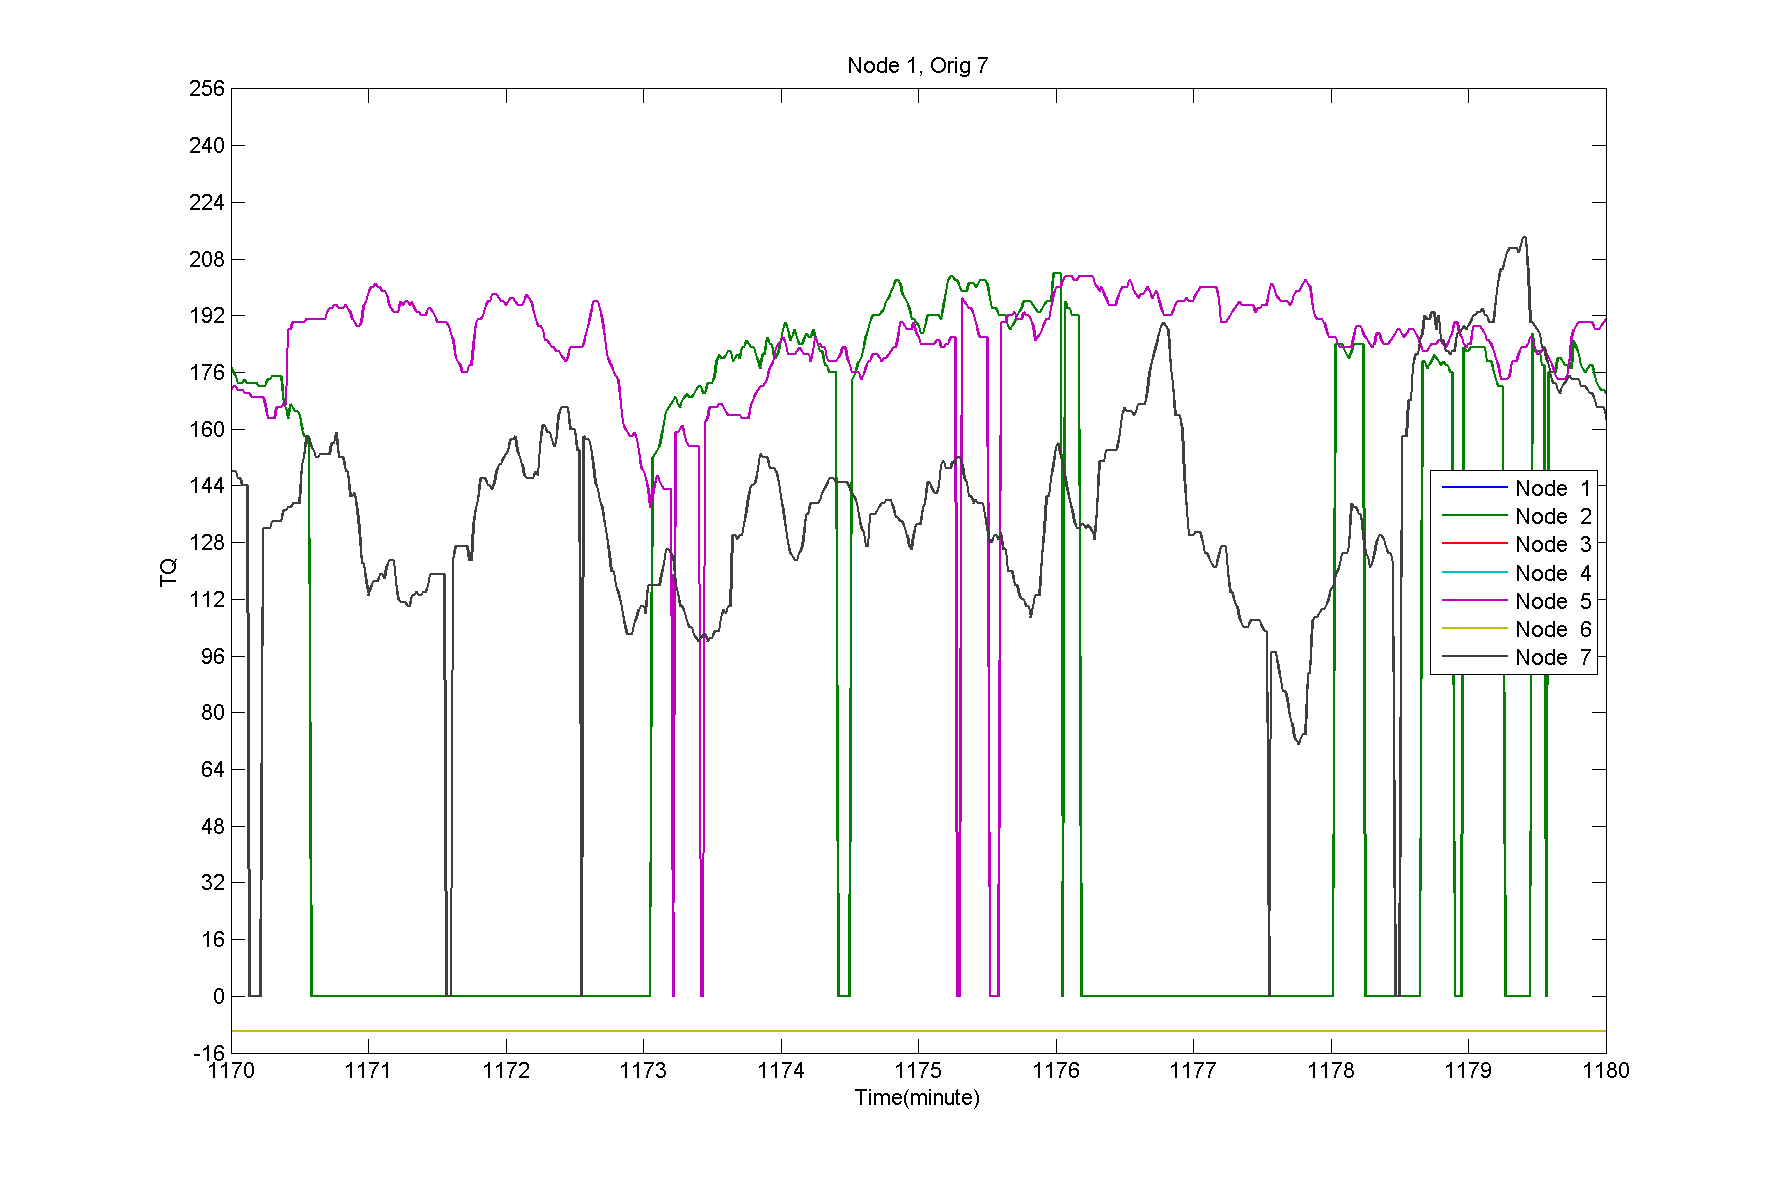 Node 1, Orig 7
256
240
224
208
192
176
160
144
128
112
96
80
64
48
32
16
0
-16
TQ
Node 1
Node 2
Node 3
Node 4
Node 5
Node 6
Node 7
1170 1171 1172 1173 1174 1175 1176 1177 1178 1179 1180
Time(minute)